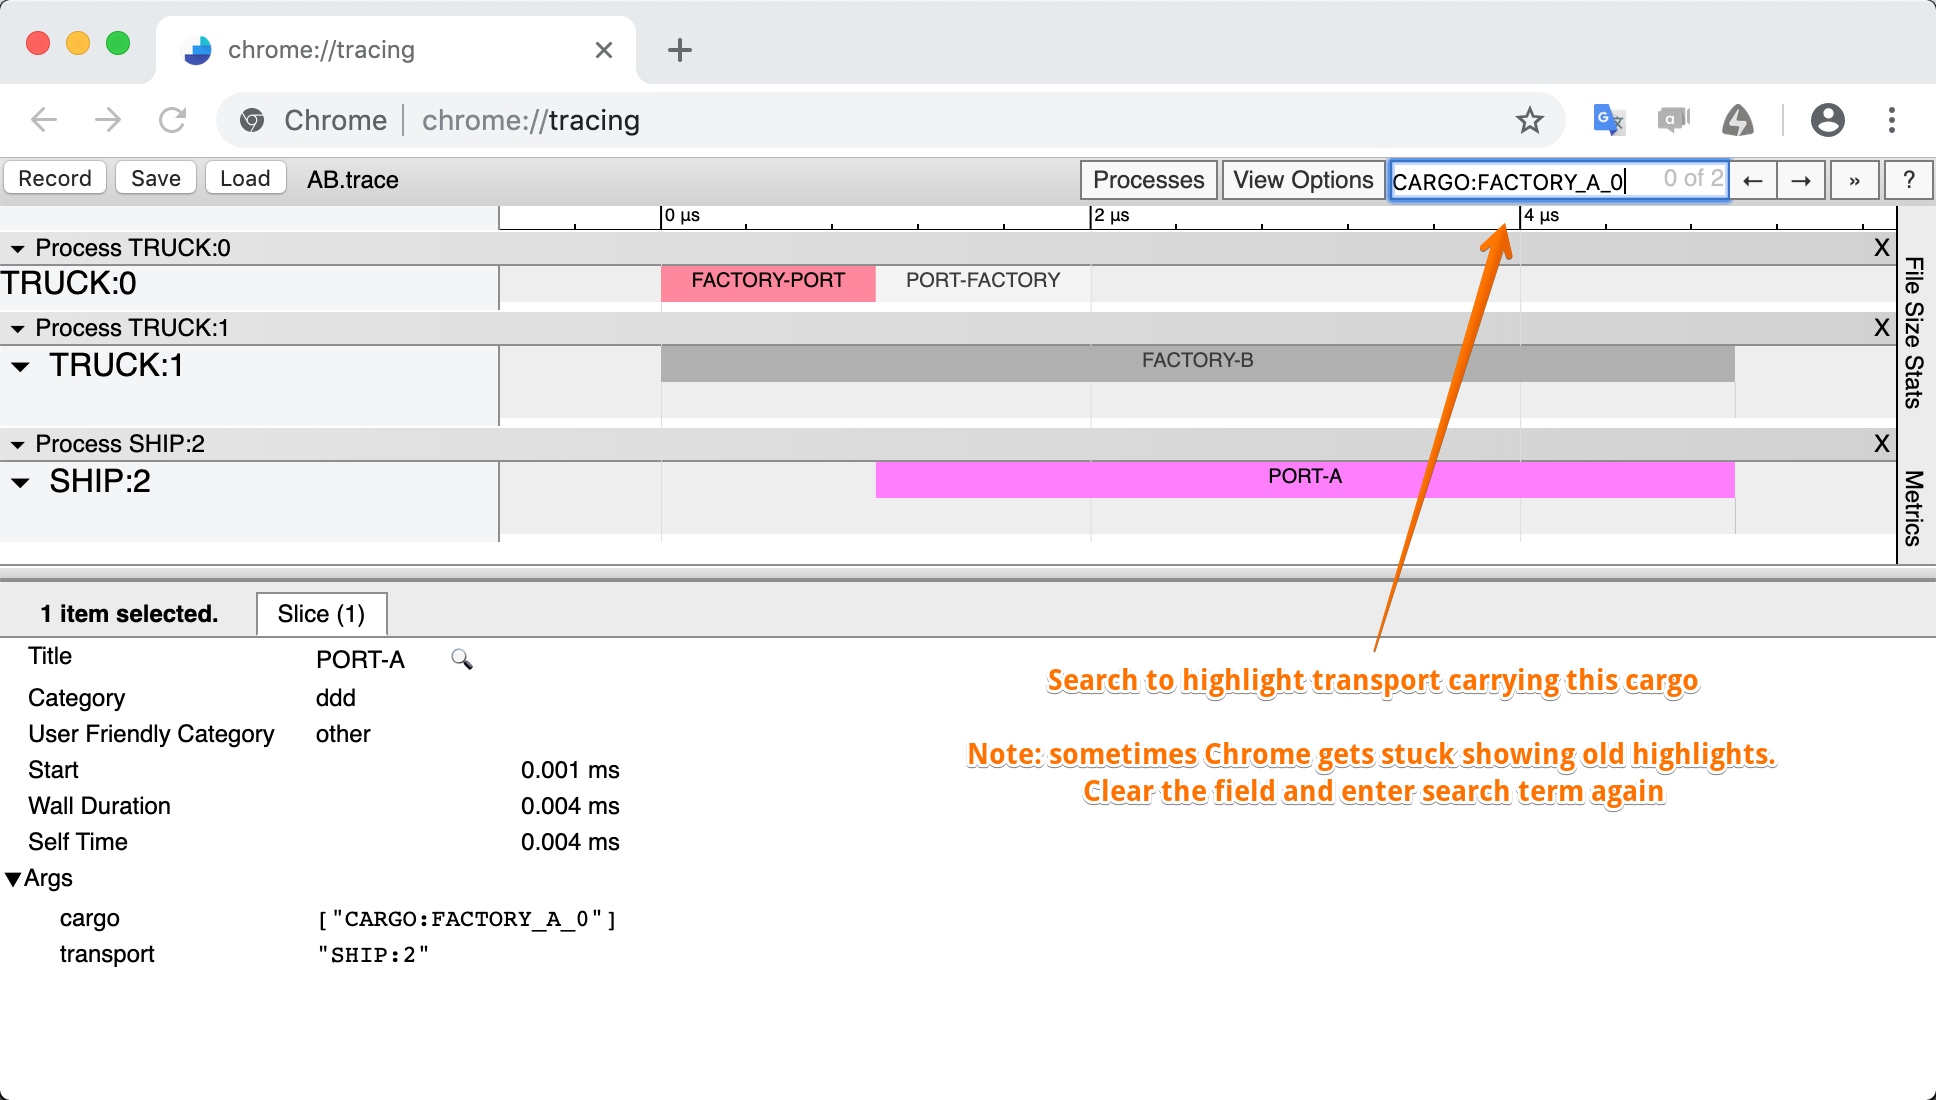 chrome://tracing
Chrome chrome://tracing
Record Save Load AB.trace Processes View Options CARGO:FACTORY_A_0 0 of 2 ← → » ?
0 µs 2 µs 4 µs
Process TRUCK:0 X
TRUCK:0 FACTORY-PORT PORT-FACTORY
Process TRUCK:1 X
TRUCK:1 FACTORY-B
Process SHIP:2 X
SHIP:2 PORT-A
File Size Stats
Metrics
1 item selected. Slice (1)
Title PORT-A
Category ddd
User Friendly Category other
Start 0.001 ms
Wall Duration 0.004 ms
Self Time 0.004 ms
Args
cargo ["CARGO:FACTORY_A_0"]
transport "SHIP:2"
Search to highlight transport carrying this cargo
Note: sometimes Chrome gets stuck showing old highlights.
Clear the field and enter search term again